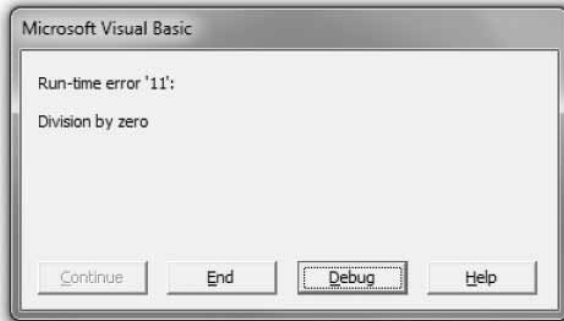 Microsoft Visual Basic
Run-time error '11':
Division by zero
Continue End Debug Help